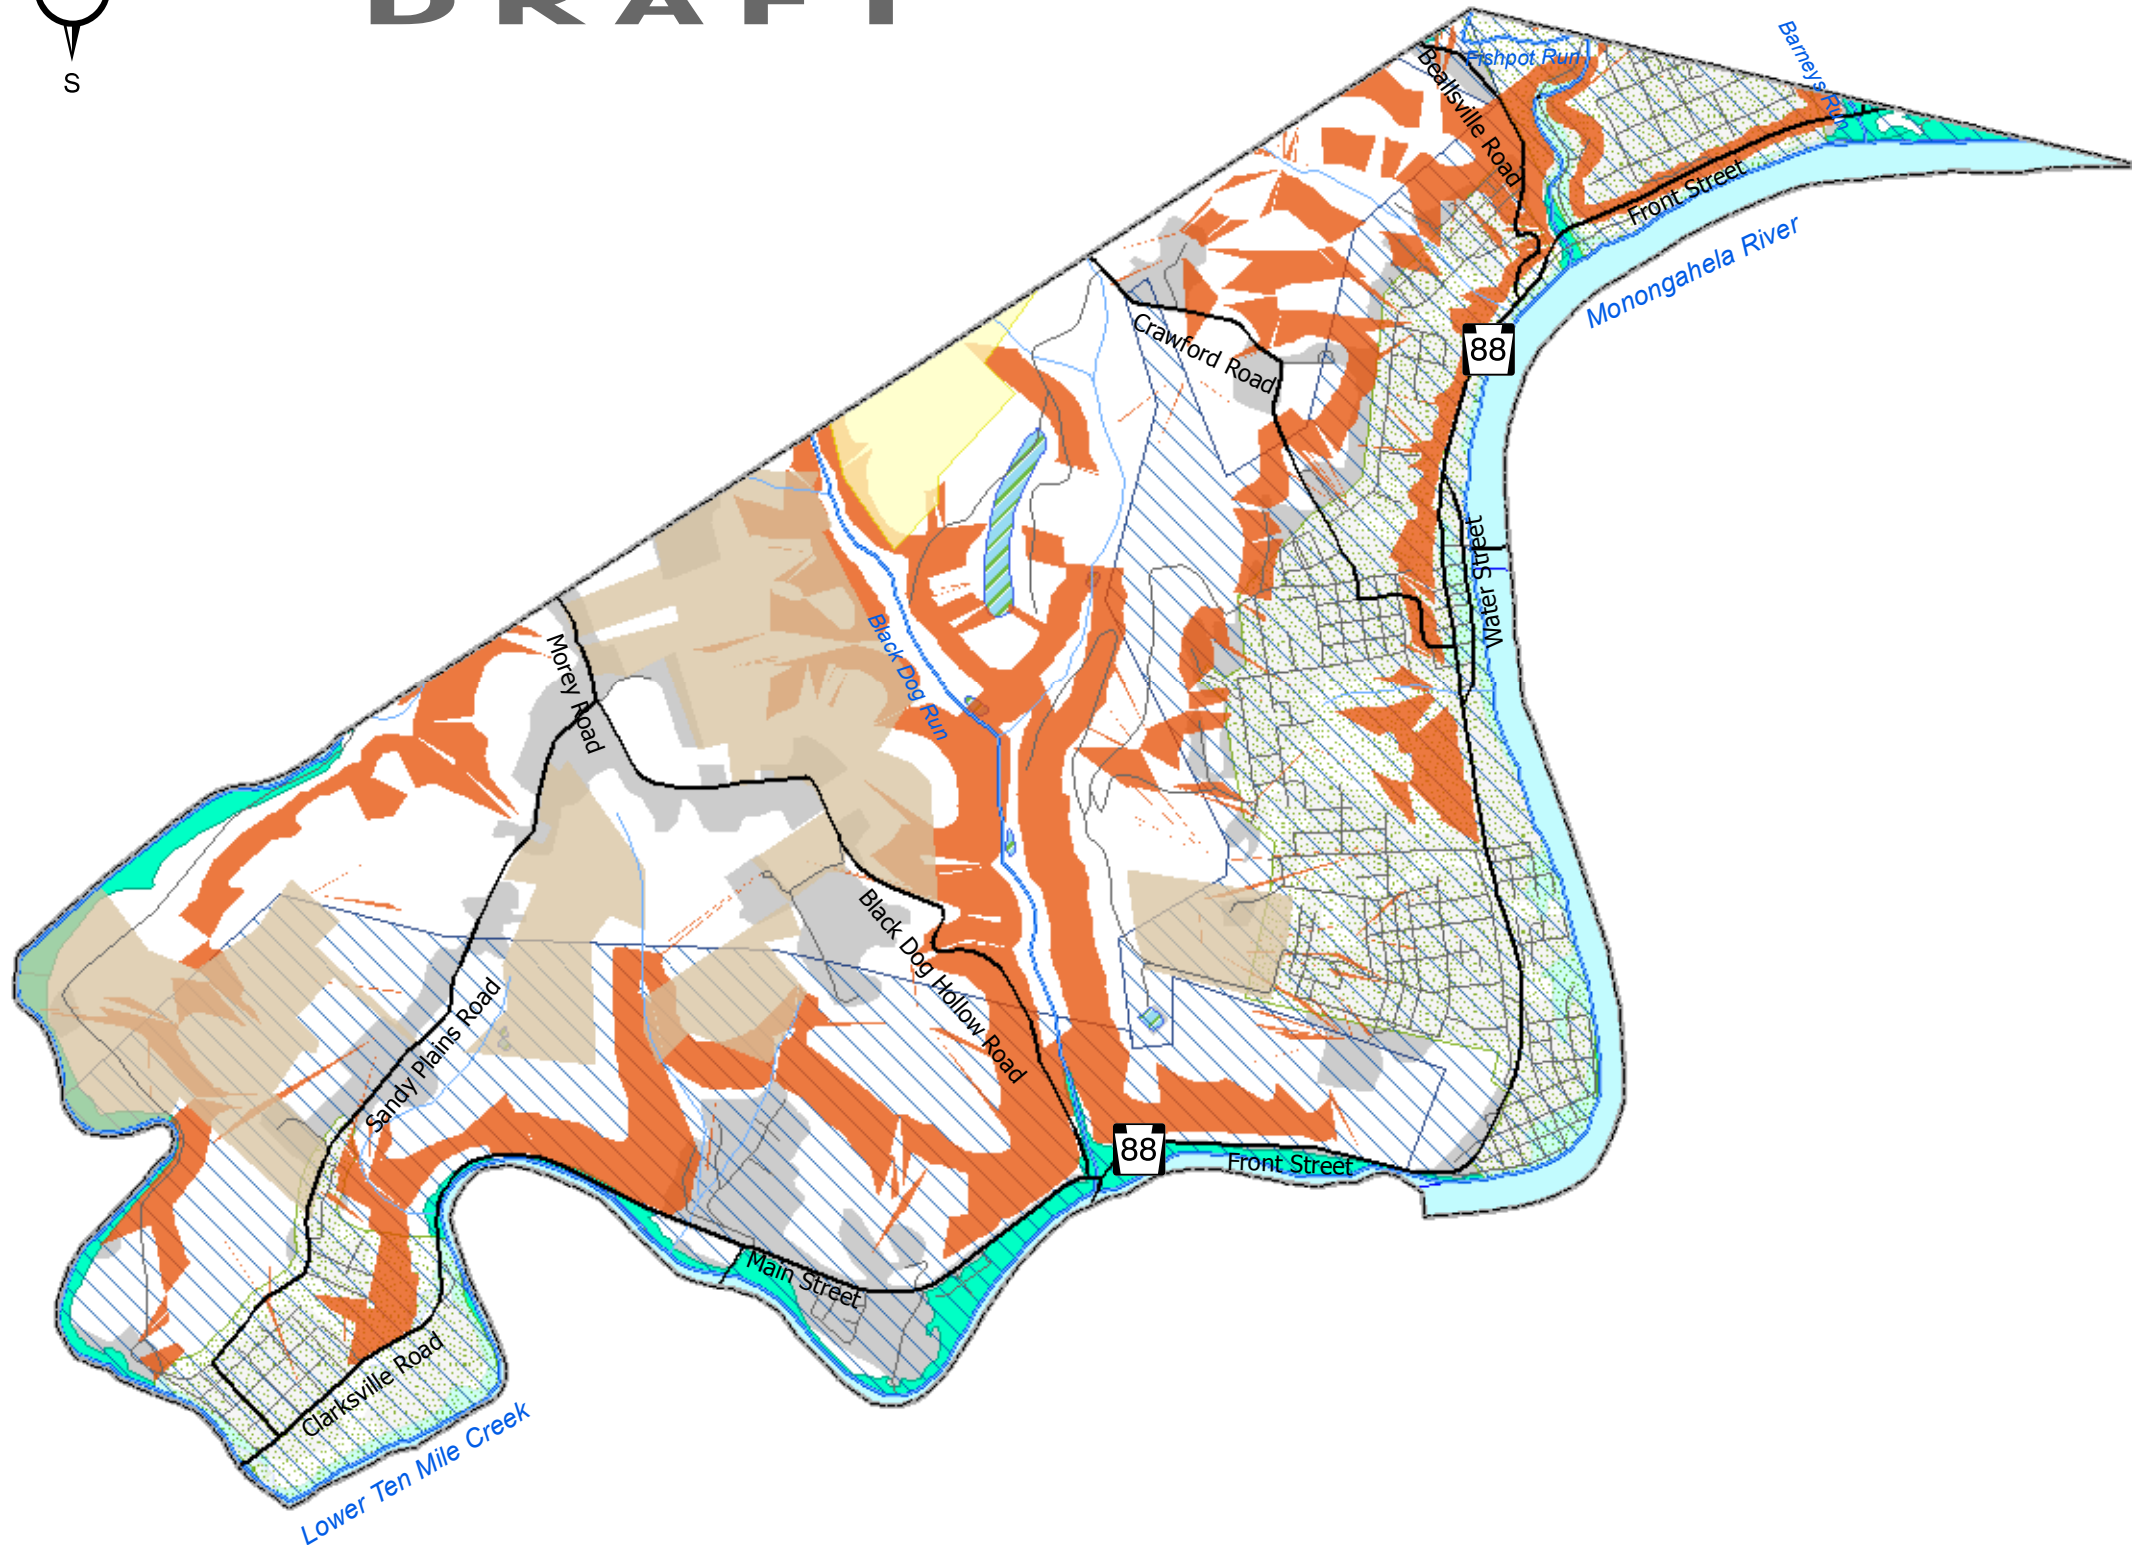 DRAFT
S
Fishpot Run
Barneys Run
Beallsville Road
Front Street
Monongahela River
Crawford Road
88
Water Street
Black Dog Run
Morey Road
Black Dog Hollow Road
Sandy Plains Road
88
Front Street
Main Street
Clarksville Road
Lower Ten Mile Creek